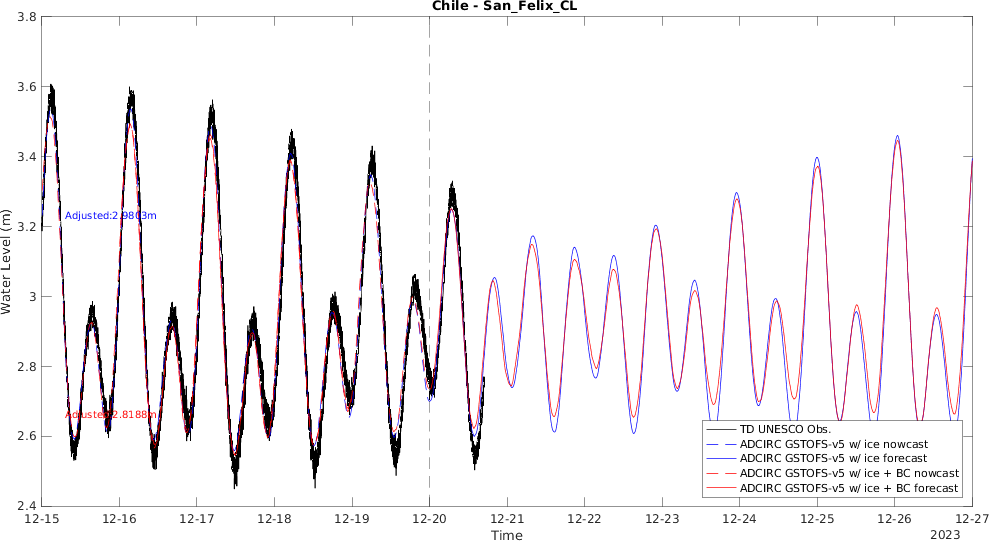 Chile - San_Felix_CL
3.8
3.6
3.4
3.2
3
2.8
2.6
2.4
Water Level (m)
Adjusted:2.9803m
Adjusted:2.8188m
TD UNESCO Obs.
ADCIRC GSTOFS-v5 w/ ice nowcast
ADCIRC GSTOFS-v5 w/ ice forecast
ADCIRC GSTOFS-v5 w/ ice + BC nowcast
ADCIRC GSTOFS-v5 w/ ice + BC forecast
12-15 12-16 12-17 12-18 12-19 12-20 12-21 12-22 12-23 12-24 12-25 12-26 12-27
Time
2023